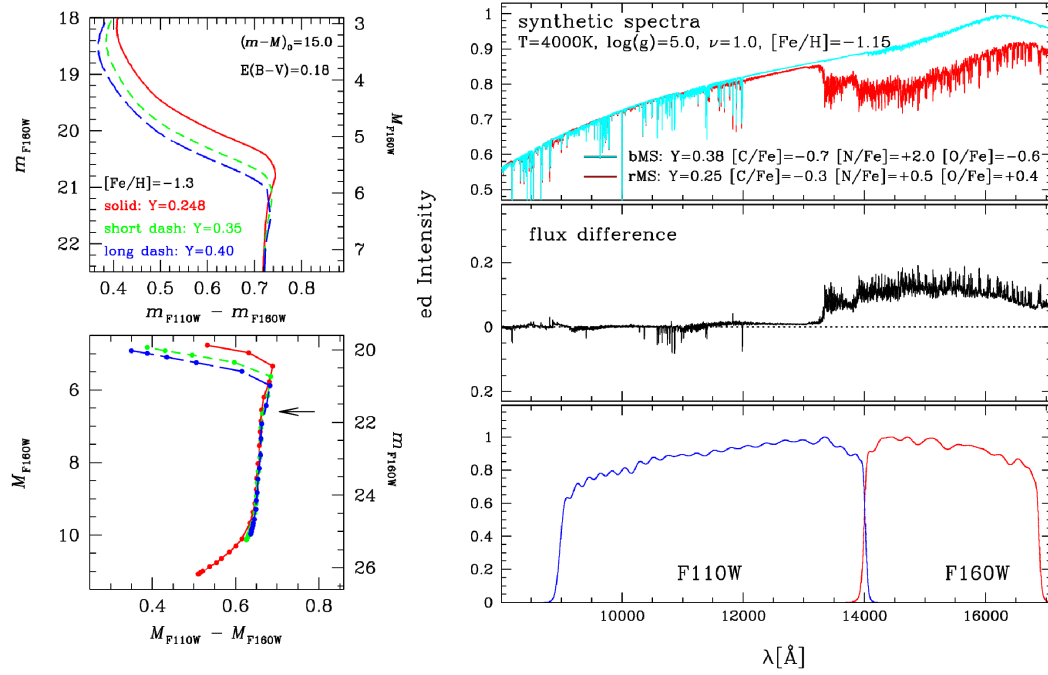 18
19
20
21
22
m_F160W
3
4
5
6
7
M_F160W
(m−M)₀=15.0
E(B−V)=0.18
[Fe/H]=−1.3
solid: Y=0.248
short dash: Y=0.35
long dash: Y=0.40
0.4 0.5 0.6 0.7 0.8
m_F110W − m_F160W
6
8
10
M_F160W
20
22
24
26
m_F160W
0.4 0.6 0.8
M_F110W − M_F160W
ed Intensity
1
0.9
0.8
0.7
0.6
0.5
synthetic spectra
T=4000K, log(g)=5.0, ν=1.0, [Fe/H]=−1.15
bMS: Y=0.38 [C/Fe]=−0.7 [N/Fe]=+2.0 [O/Fe]=−0.6
rMS: Y=0.25 [C/Fe]=−0.3 [N/Fe]=+0.5 [O/Fe]=+0.4
flux difference
0.2
0
0.2
1
0.8
0.6
0.4
0.2
0
F110W
F160W
10000 12000 14000 16000
λ[Å]